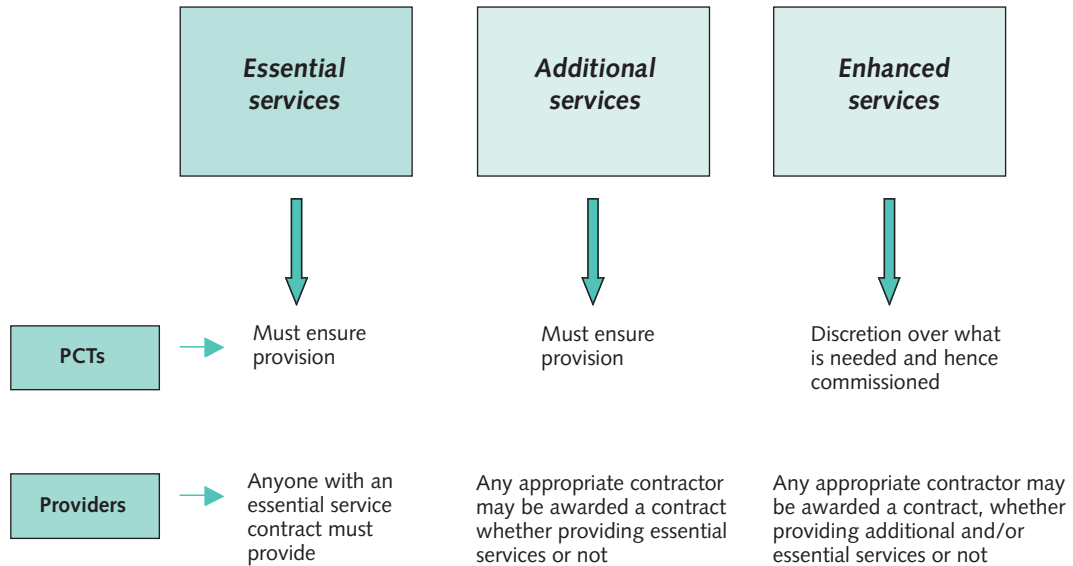 Essential
services
Additional
services
Enhanced
services
PCTs
Must ensure
provision
Must ensure
provision
Discretion over what
is needed and hence
commissioned
Providers
Anyone with an
essential service
contract must
provide
Any appropriate contractor
may be awarded a contract
whether providing essential
services or not
Any appropriate contractor may
be awarded a contract, whether
providing additional and/or
essential services or not